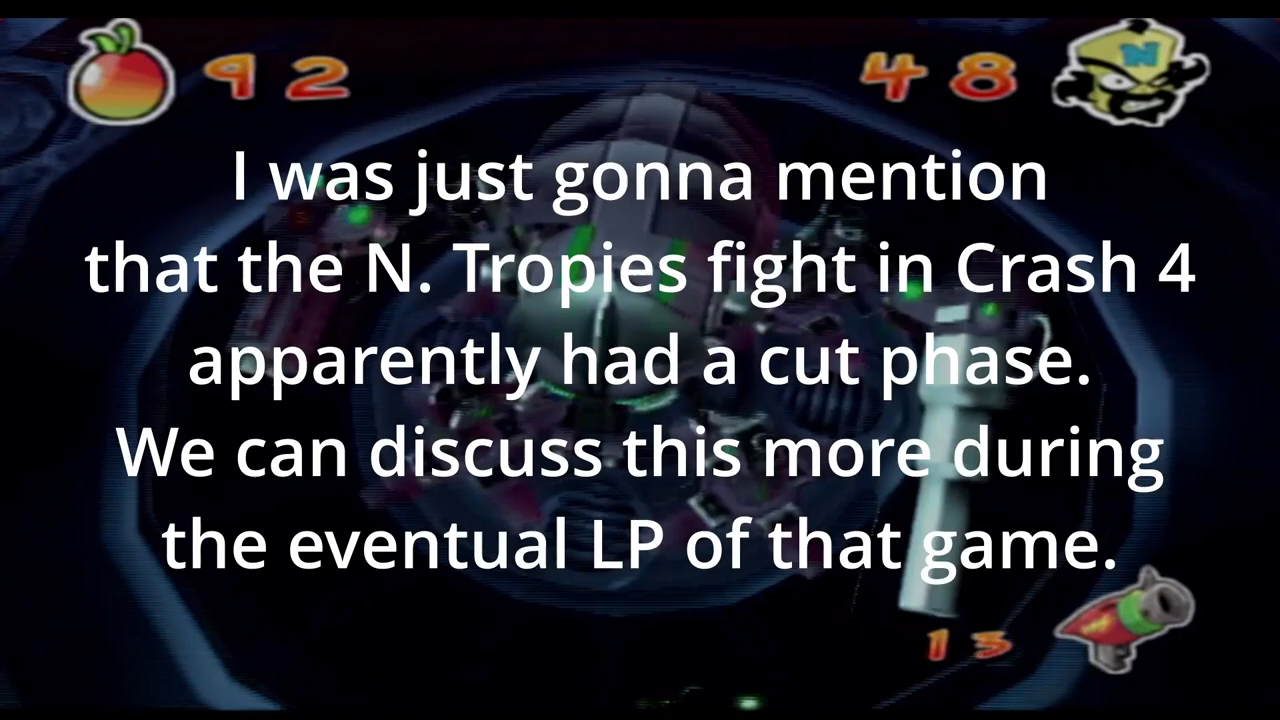 92 48
I was just gonna mention
that the N. Tropies fight in Crash 4
apparently had a cut phase.
We can discuss this more during
the eventual LP of that game.
13